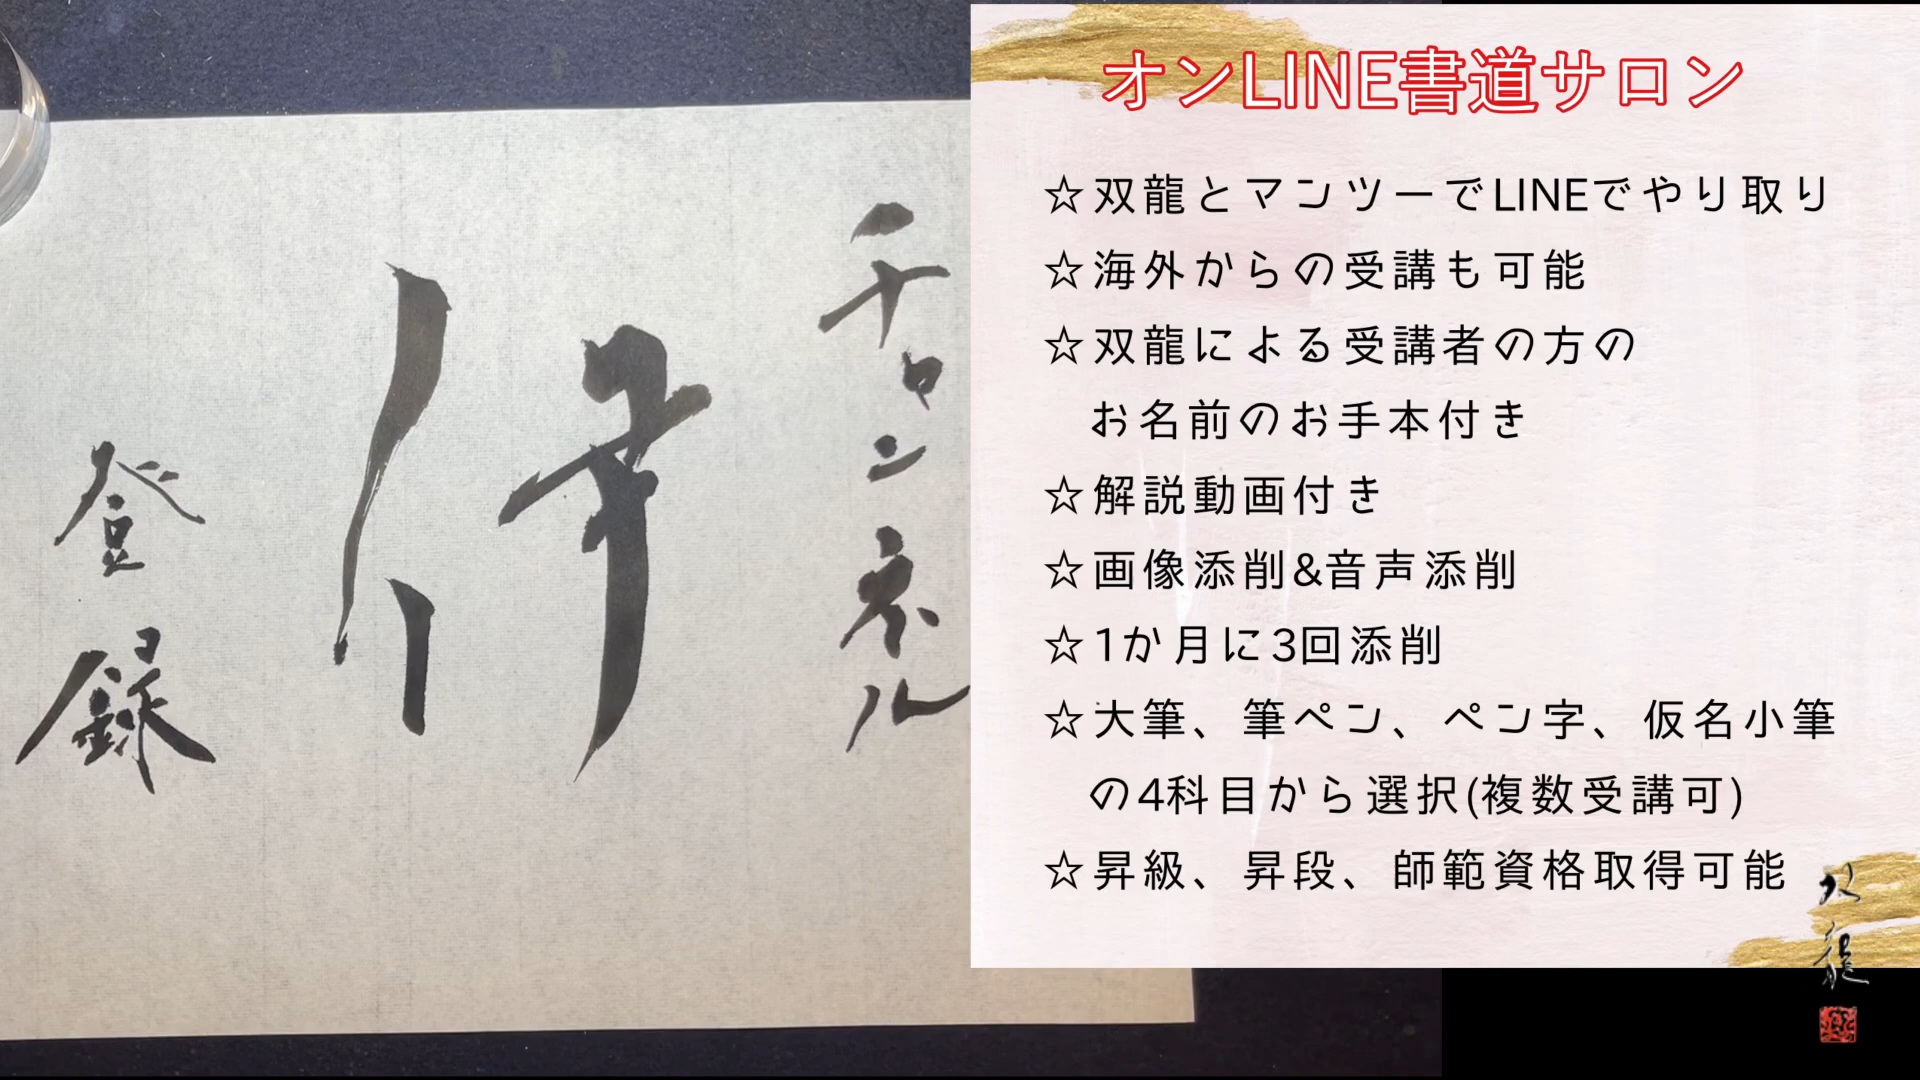 オンLINE書道サロン
☆双龍とマンツーでLINEでやり取り
☆海外からの受講も可能
☆双龍による受講者の方の
お名前のお手本付き
☆解説動画付き
☆画像添削&音声添削
☆1か月に3回添削
☆大筆、筆ペン、ペン字、仮名小筆
の4科目から選択(複数受講可)
☆昇級、昇段、師範資格取得可能
チャンネル
登録
双龍